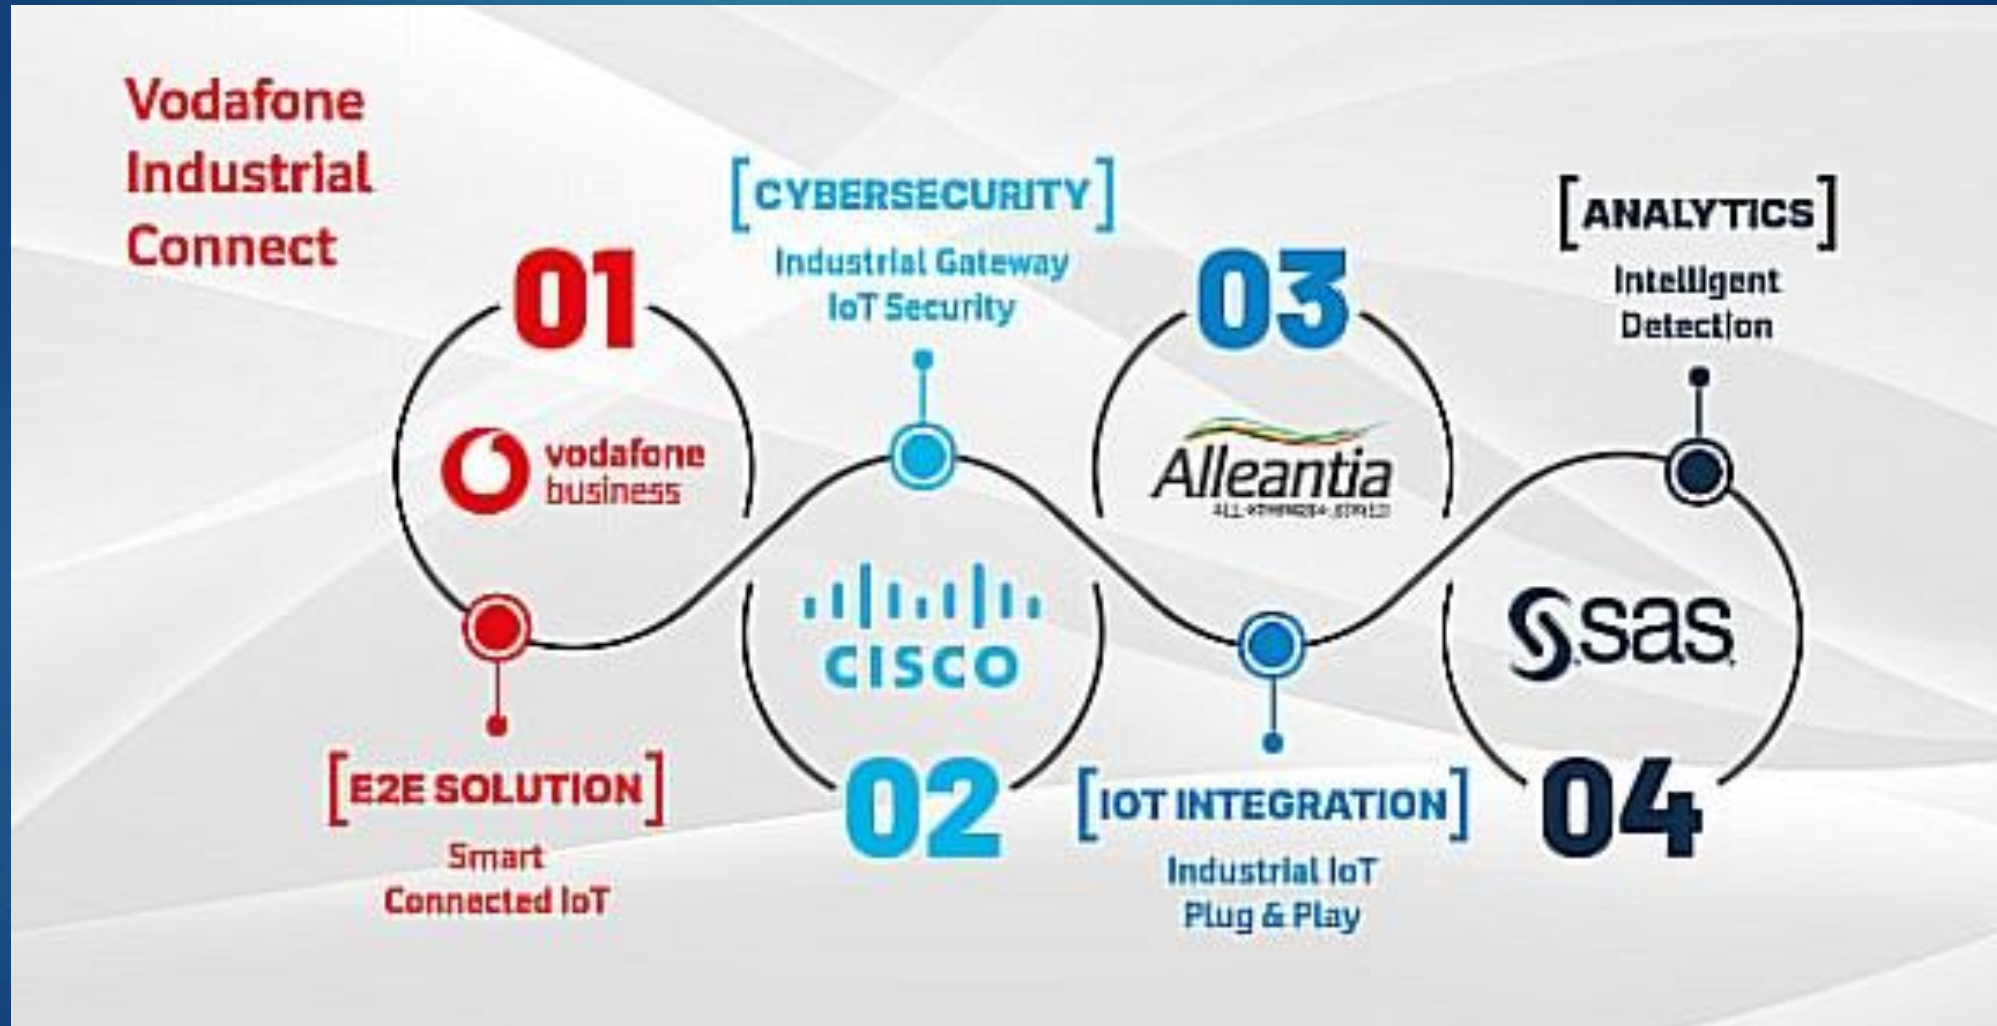 Vodafone
Industrial
Connect
01
vodafone
business
[E2E SOLUTION]
Smart
Connected IoT
[CYBERSECURITY]
Industrial Gateway
IoT Security
CISCO
02
03
Alleantia
[IOT INTEGRATION]
Industrial IoT
Plug & Play
[ANALYTICS]
Intelligent
Detection
sas
04